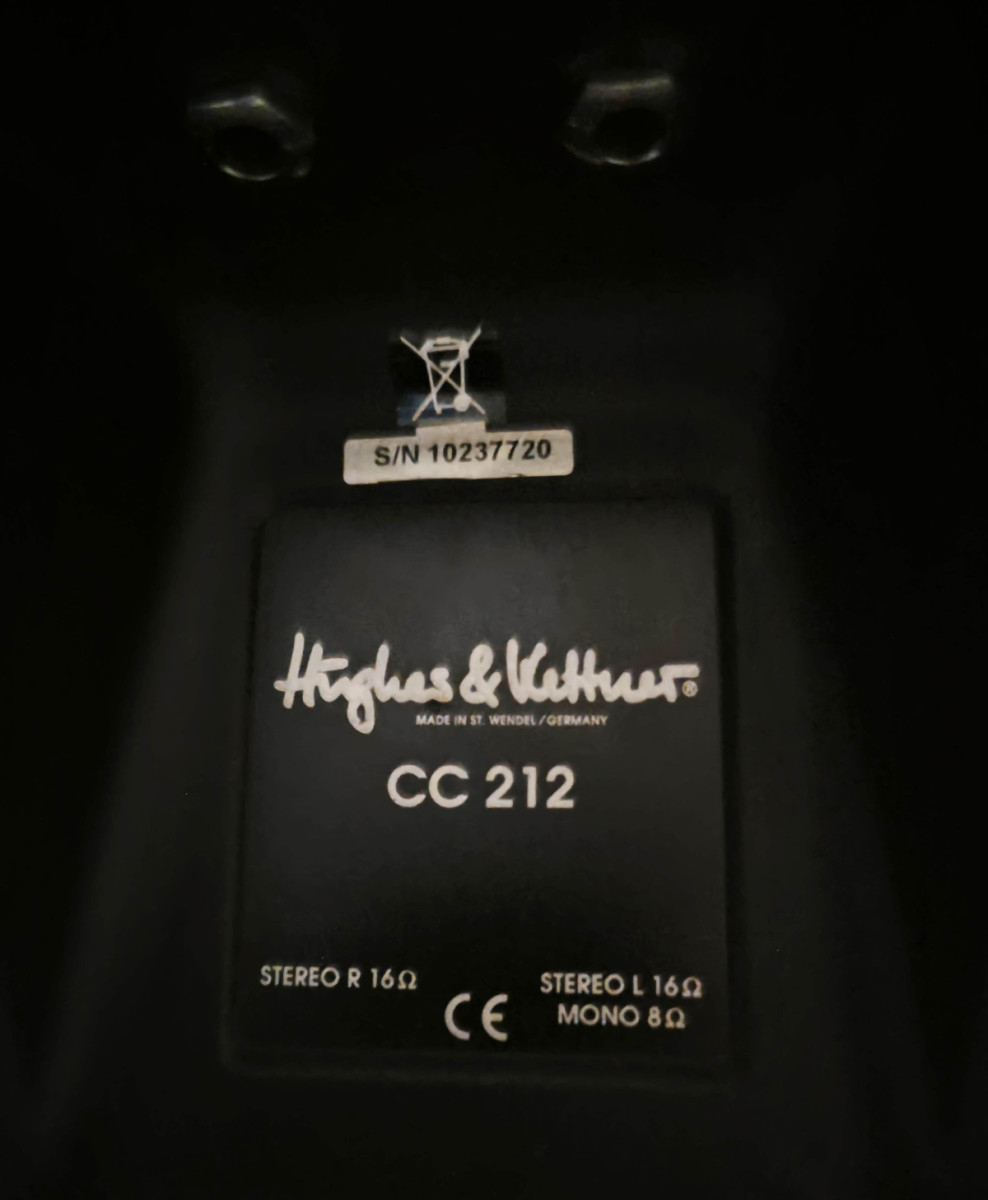 S/N 10237720
Hughes & Kettner®
MADE IN ST. WENDEL / GERMANY
CC 212
STEREO R 16Ω
STEREO L 16Ω
MONO 8Ω
CE